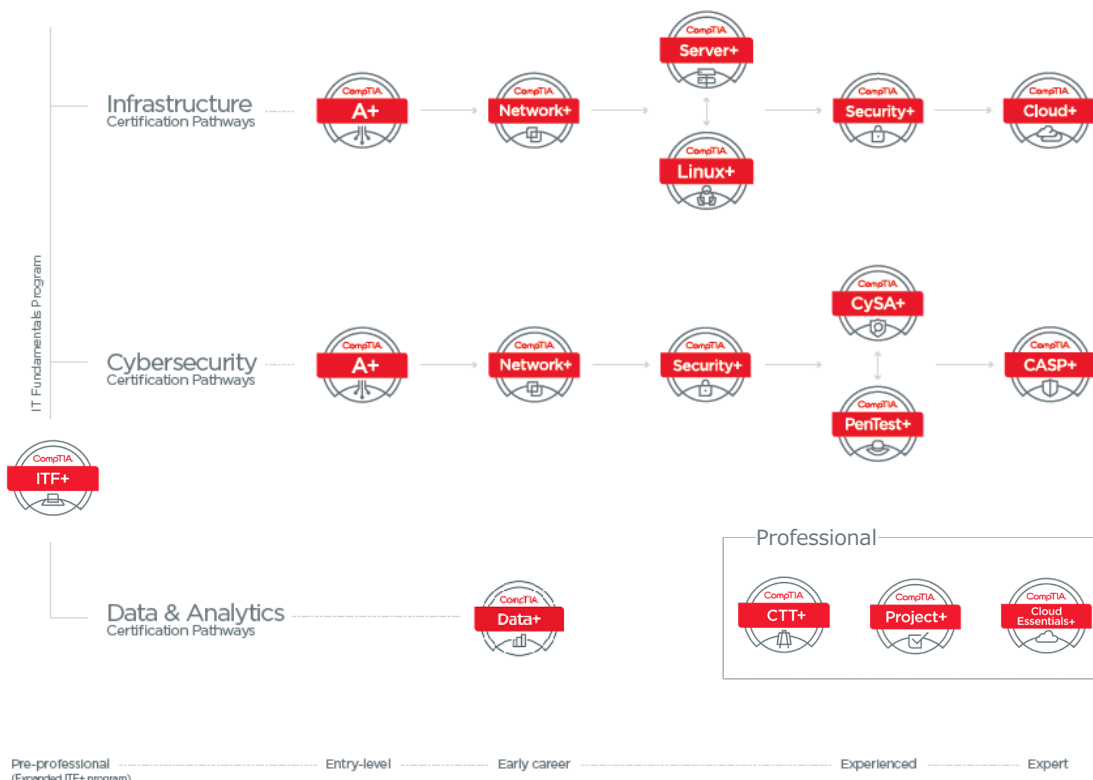 CompTIA
Server+
Infrastructure
Certification Pathways
CompTIA
A+
CompTIA
Network+
CompTIA
Security+
CompTIA
Cloud+
CompTIA
Linux+
IT Fundamentals Program
CompTIA
CySA+
Cybersecurity
Certification Pathways
CompTIA
A+
CompTIA
Network+
CompTIA
Security+
CompTIA
CASP+
CompTIA
PenTest+
CompTIA
ITF+
Professional
Data & Analytics
Certification Pathways
CompTIA
Data+
CompTIA
CTT+
CompTIA
Project+
CompTIA
Cloud
Essentials+
Pre-professional
(Expanded ITF+ program)
Entry-level
Early career
Experienced
Expert